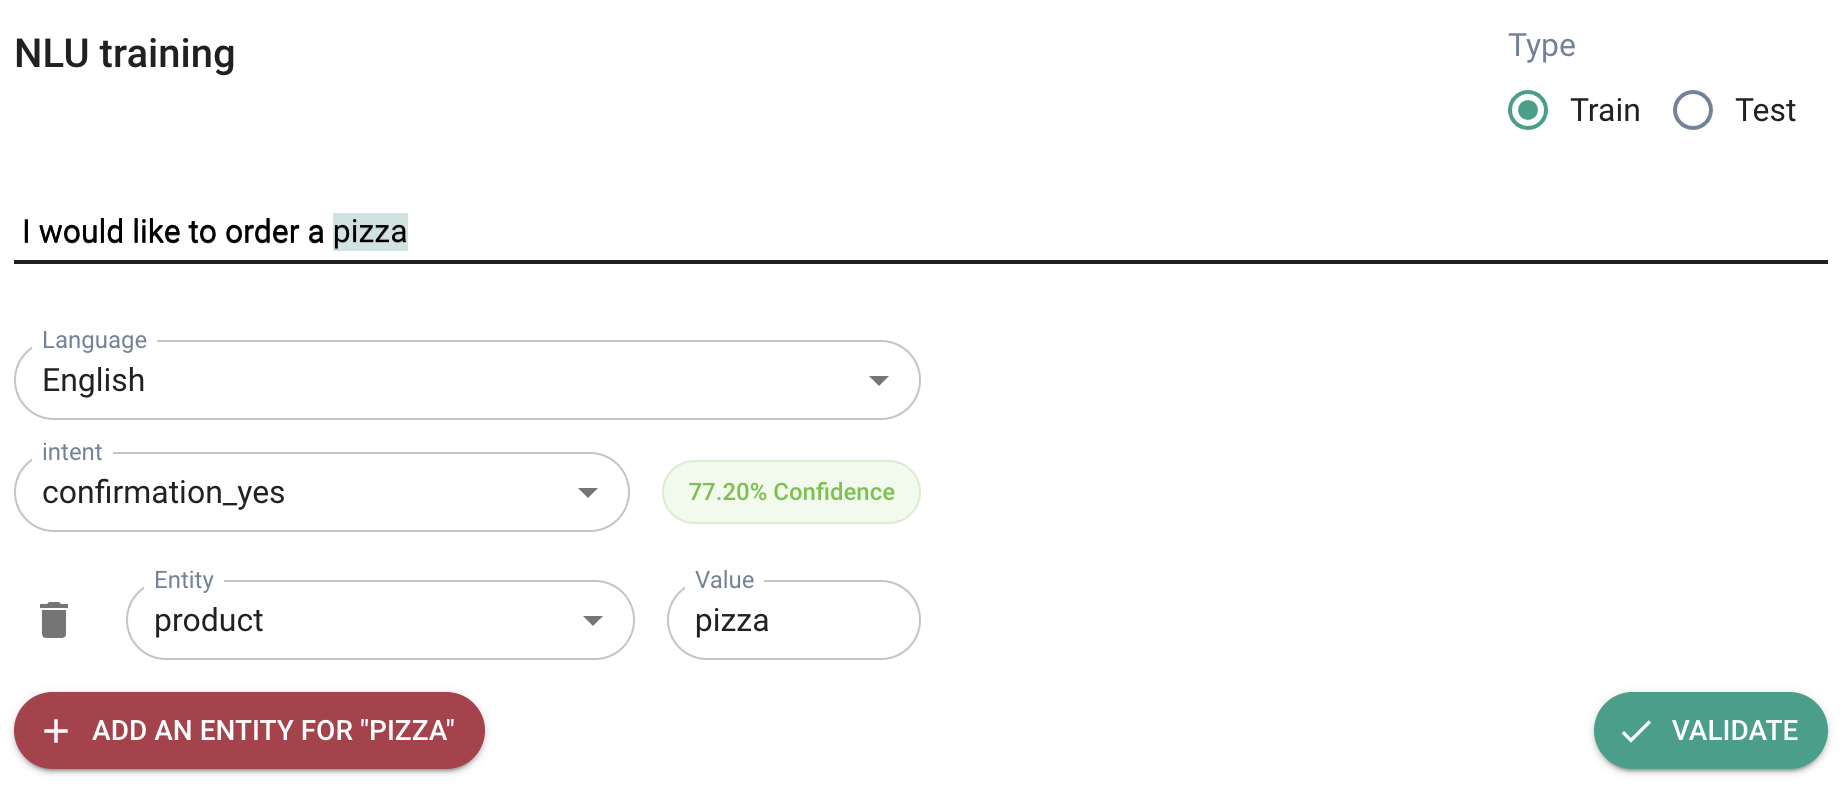 NLU training
Type
Train
Test
I would like to order a pizza
Language
English
intent
confirmation_yes
77.20% Confidence
Entity
product
Value
pizza
ADD AN ENTITY FOR "PIZZA"
VALIDATE